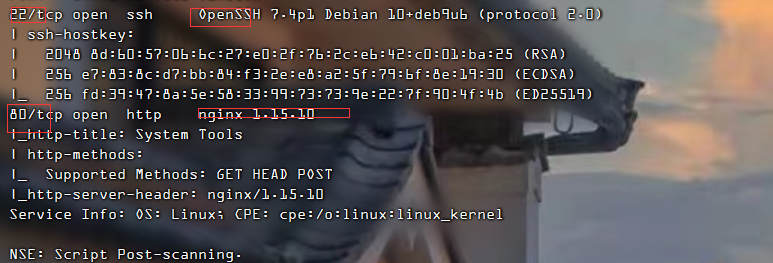 22/tcp open  ssh     OpenSSH 7.4p1 Debian 10+deb9u6 (protocol 2.0)
| ssh-hostkey:
|   2048 8d:60:57:06:6c:27:e0:2f:76:2c:e6:42:c0:01:ba:25 (RSA)
|   256 e7:83:8c:d7:bb:84:f3:2e:e8:a2:5f:79:6f:8e:19:30 (ECDSA)
|_  256 fd:39:47:8a:5e:58:33:99:73:73:9e:22:7f:90:4f:4b (ED25519)
80/tcp open  http    nginx 1.15.10
|_http-title: System Tools
| http-methods:
|_  Supported Methods: GET HEAD POST
|_http-server-header: nginx/1.15.10
Service Info: OS: Linux; CPE: cpe:/o:linux:linux_kernel
NSE: Script Post-scanning.